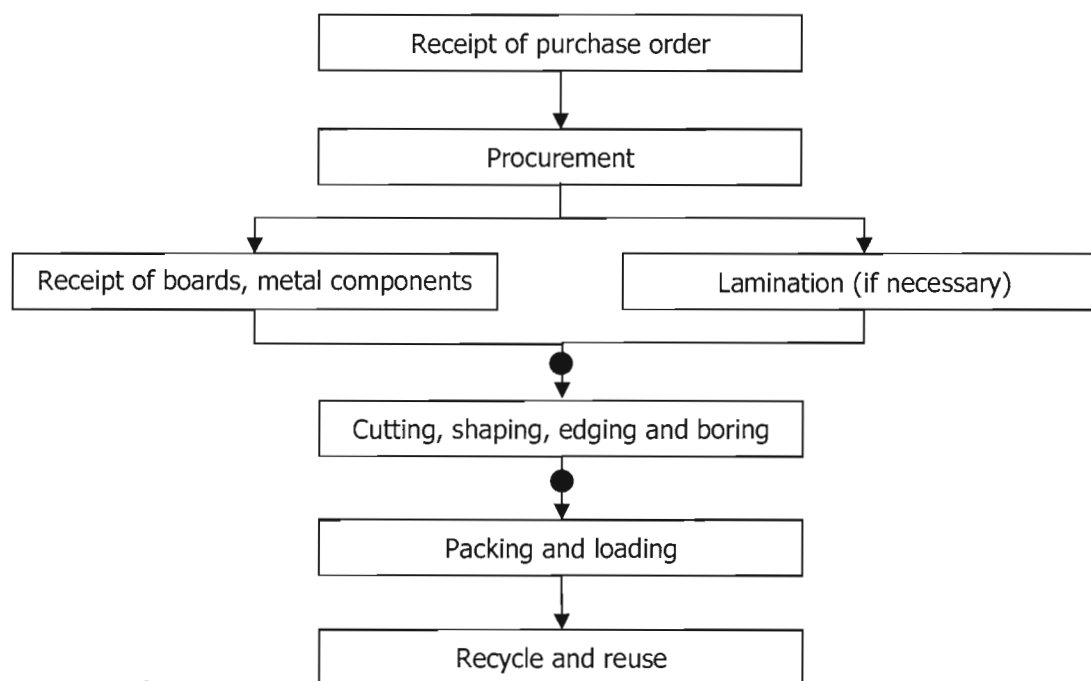 Receipt of purchase order
Procurement
Receipt of boards, metal components
Lamination (if necessary)
Cutting, shaping, edging and boring
Packing and loading
Recycle and reuse